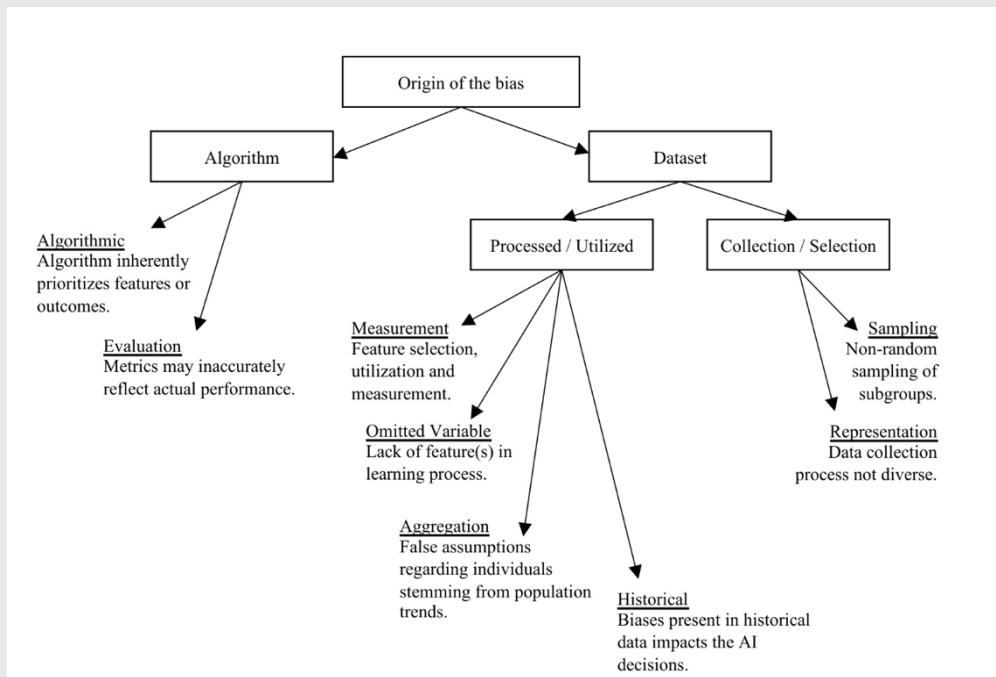 Origin of the bias
Algorithm
Dataset
Processed / Utilized
Collection / Selection
Algorithmic
Algorithm inherently
prioritizes features or
outcomes.
Evaluation
Metrics may inaccurately
reflect actual performance.
Measurement
Feature selection,
utilization and
measurement.
Omitted Variable
Lack of feature(s) in
learning process.
Aggregation
False assumptions
regarding individuals
stemming from population
trends.
Historical
Biases present in historical
data impacts the AI
decisions.
Sampling
Non-random
sampling of
subgroups.
Representation
Data collection
process not diverse.